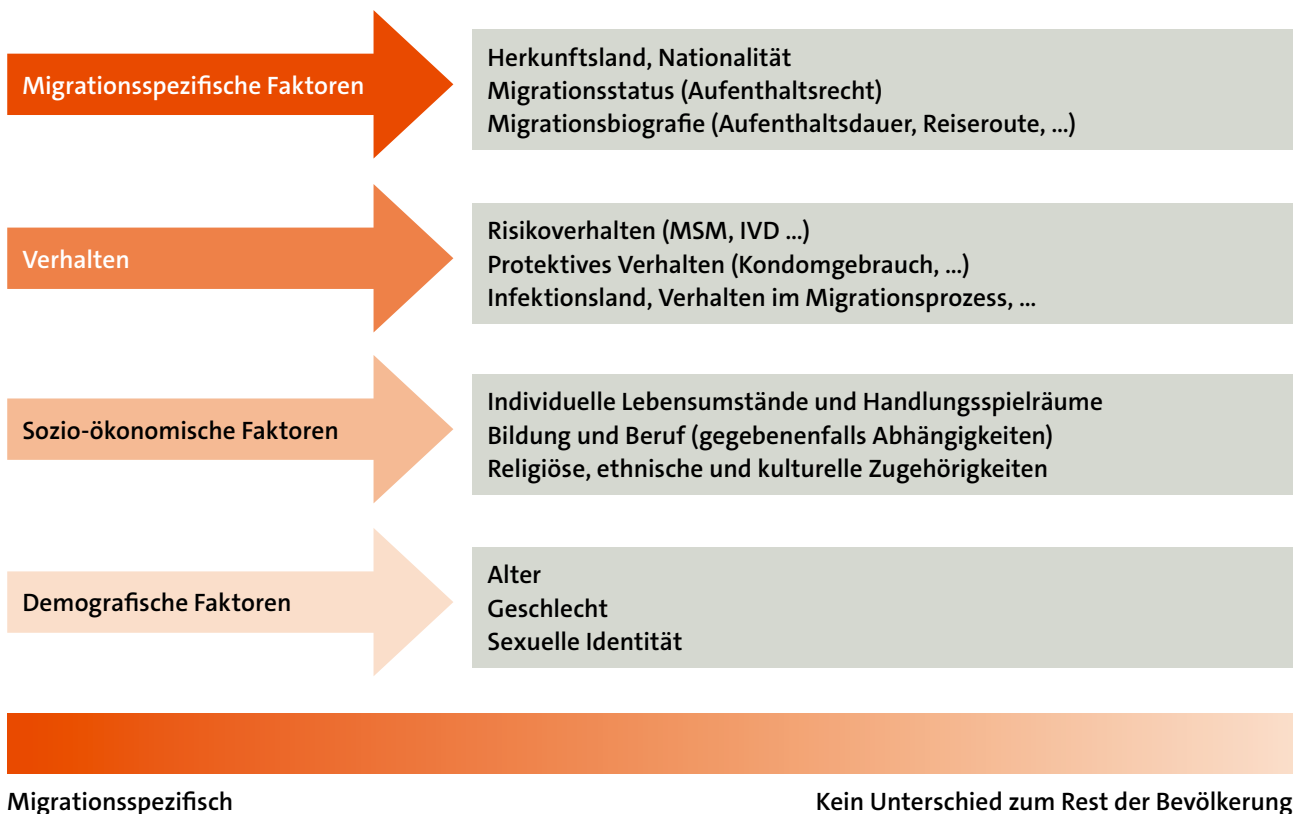 Migrationsspezifische Faktoren
Herkunftsland, Nationalität
Migrationsstatus (Aufenthaltsrecht)
Migrationsbiografie (Aufenthaltsdauer, Reiseroute, …)
Verhalten
Risikoverhalten (MSM, IVD …)
Protektives Verhalten (Kondomgebrauch, …)
Infektionsland, Verhalten im Migrationsprozess, …
Sozio-ökonomische Faktoren
Individuelle Lebensumstände und Handlungsspielräume
Bildung und Beruf (gegebenenfalls Abhängigkeiten)
Religiöse, ethnische und kulturelle Zugehörigkeiten
Demografische Faktoren
Alter
Geschlecht
Sexuelle Identität
Migrationsspezifisch
Kein Unterschied zum Rest der Bevölkerung